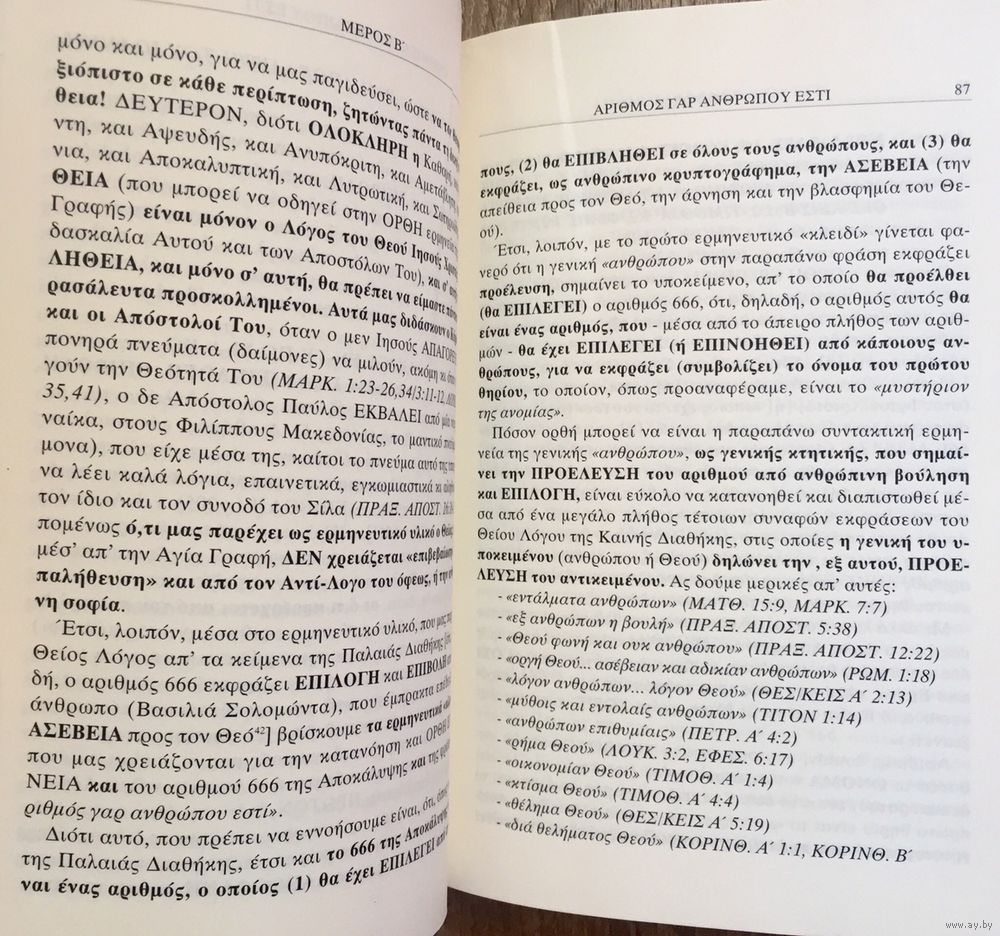 ΜΕΡΟΣ Β΄
μόνο και μόνο, για να μας παγιδεύσει, ώστε να το
ξιόπιστο σε κάθε περίπτωση, ζητώντας πάντα τη
θεια! ΔΕΥΤΕΡΟΝ, διότι ΟΛΟΚΛΗΡΗ η Καθαρή,
ντη, και Αψευδής, και Ανυπόκριτη, και Αμετάβλητη
νια, και Αποκαλυπτική, και Λυτρωτική, και
ΘΕΙΑ (που μπορεί να οδηγεί στην ΟΡΘΗ ερμηνεία
Γραφής) είναι μόνον ο Λόγος του Θεού Ιησούς
δασκαλία Αυτού και των Αποστόλων Του), και σ'
ΛΗΘΕΙΑ, και μόνο σ' αυτή, θα πρέπει να είμαστε
ρασάλευτα προσκολλημένοι. Αυτά μας διδάσκουν ο
και οι Απόστολοί Του, όταν ο μεν Ιησούς ΑΠΑΓΟΡΕ
πονηρά πνεύματα (δαίμονες) να μιλούν, ακόμη κι
γούν την Θεότητά Του (ΜΑΡΚ. 1:23-26,34/3:11-12,
35,41), ο δε Απόστολος Παύλος ΕΚΒΑΛΕΙ από μία
ναίκα, στους Φιλίππους Μακεδονίας, το μαντικό
μονα), που είχε μέσα της, καίτοι το πνεύμα αυτό της
να λέει καλά λόγια, επαινετικά, εγκωμιαστικά κι
τον ίδιο και τον συνοδό του Σίλα (ΠΡΑΞ. ΑΠΟΣΤ.
πομένως ό,τι μας παρέχει ως ερμηνευτικό υλικό ο
μέσ' απ' την Αγία Γραφή, ΔΕΝ χρειάζεται
παλήθευση» και από τον Αντί-Λογο του όφεως, ή την
νη σοφία.
Έτσι, λοιπόν, μέσα στο ερμηνευτικό υλικό, που μας
Θείος Λόγος απ' τα κείμενα της Παλαιάς Διαθήκης
δή, ο αριθμός 666 εκφράζει ΕΠΙΛΟΓΗ και ΕΠΙΒΟΛΗ
άνθρωπο (Βασιλιά Σολομώντα), που έμπρακτα
ΑΣΕΒΕΙΑ προς τον Θεό⁴²] βρίσκουμε τα ερμηνευτικά
που μας χρειάζονται για την κατανόηση και ΟΡΘΗ
ΝΕΙΑ και του αριθμού 666 της Αποκάλυψης και της
ριθμός γαρ ανθρώπου εστί».
Διότι αυτό, που πρέπει να εννοήσουμε είναι, ότι,
της Παλαιάς Διαθήκης, έτσι και το 666 της
ναι ένας αριθμός, ο οποίος (1) θα έχει ΕΠΙΛΕΓΕΙ
ΑΡΙΘΜΟΣ ΓΑΡ ΑΝΘΡΩΠΟΥ ΕΣΤΙ 87
πους, (2) θα ΕΠΙΒΛΗΘΕΙ σε όλους τους ανθρώπους, και (3) θα
εκφράζει, ως ανθρώπινο κρυπτογράφημα, την ΑΣΕΒΕΙΑ (την
απείθεια προς τον Θεό, την άρνηση και την βλασφημία του Θε-
ού).
Έτσι, λοιπόν, με το πρώτο ερμηνευτικό «κλειδί» γίνεται φα-
νερό ότι η γενική «ανθρώπου» στην παραπάνω φράση εκφράζει
προέλευση, σημαίνει το υποκείμενο, απ' το οποίο θα προέλθει
(θα ΕΠΙΛΕΓΕΙ) ο αριθμός 666, ότι, δηλαδή, ο αριθμός αυτός θα
είναι ένας αριθμός, που - μέσα από το άπειρο πλήθος των αριθ-
μών - θα έχει ΕΠΙΛΕΓΕΙ (ή ΕΠΙΝΟΗΘΕΙ) από κάποιους αν-
θρώπους, για να εκφράζει (συμβολίζει) το όνομα του πρώτου
θηρίου, το οποίον, όπως προαναφέραμε, είναι το «μυστήριον
της ανομίας».
Πόσον ορθή μπορεί να είναι η παραπάνω συντακτική ερμη-
νεία της γενικής «ανθρώπου», ως γενικής κτητικής, που σημαί-
νει την ΠΡΟΕΛΕΥΣΗ του αριθμού από ανθρώπινη βούληση
και ΕΠΙΛΟΓΗ, είναι εύκολο να κατανοηθεί και διαπιστωθεί μέ-
σα από ένα μεγάλο πλήθος τέτοιων συναφών εκφράσεων του
Θείου Λόγου της Καινής Διαθήκης, στις οποίες η γενική του υ-
ποκειμένου (ανθρώπου ή Θεού) δηλώνει την , εξ αυτού, ΠΡΟΕ-
ΛΕΥΣΗ του αντικειμένου. Ας δούμε μερικές απ' αυτές:
- «εντάλματα ανθρώπων» (ΜΑΤΘ. 15:9, ΜΑΡΚ. 7:7)
- «εξ ανθρώπων η βουλή» (ΠΡΑΞ. ΑΠΟΣΤ. 5:38)
- «Θεού φωνή και ουκ ανθρώπου» (ΠΡΑΞ. ΑΠΟΣΤ. 12:22)
- «οργή Θεού... ασέβειαν και αδικίαν ανθρώπων» (ΡΩΜ. 1:18)
- «λόγον ανθρώπων... λόγον Θεού» (ΘΕΣ/ΚΕΙΣ Α΄ 2:13)
- «μύθοις και εντολαίς ανθρώπων» (ΤΙΤΟΝ 1:14)
- «ανθρώπων επιθυμίαις» (ΠΕΤΡ. Α΄ 4:2)
- «ρήμα Θεού» (ΛΟΥΚ. 3:2, ΕΦΕΣ. 6:17)
- «οικονομίαν Θεού» (ΤΙΜΟΘ. Α΄ 1:4)
- «κτίσμα Θεού» (ΤΙΜΟΘ. Α΄ 4:4)
- «θέλημα Θεού» (ΘΕΣ/ΚΕΙΣ Α΄ 5:19)
- «διά θελήματος Θεού» (ΚΟΡΙΝΘ. Α΄ 1:1, ΚΟΡΙΝΘ. Β΄
www.ay.by